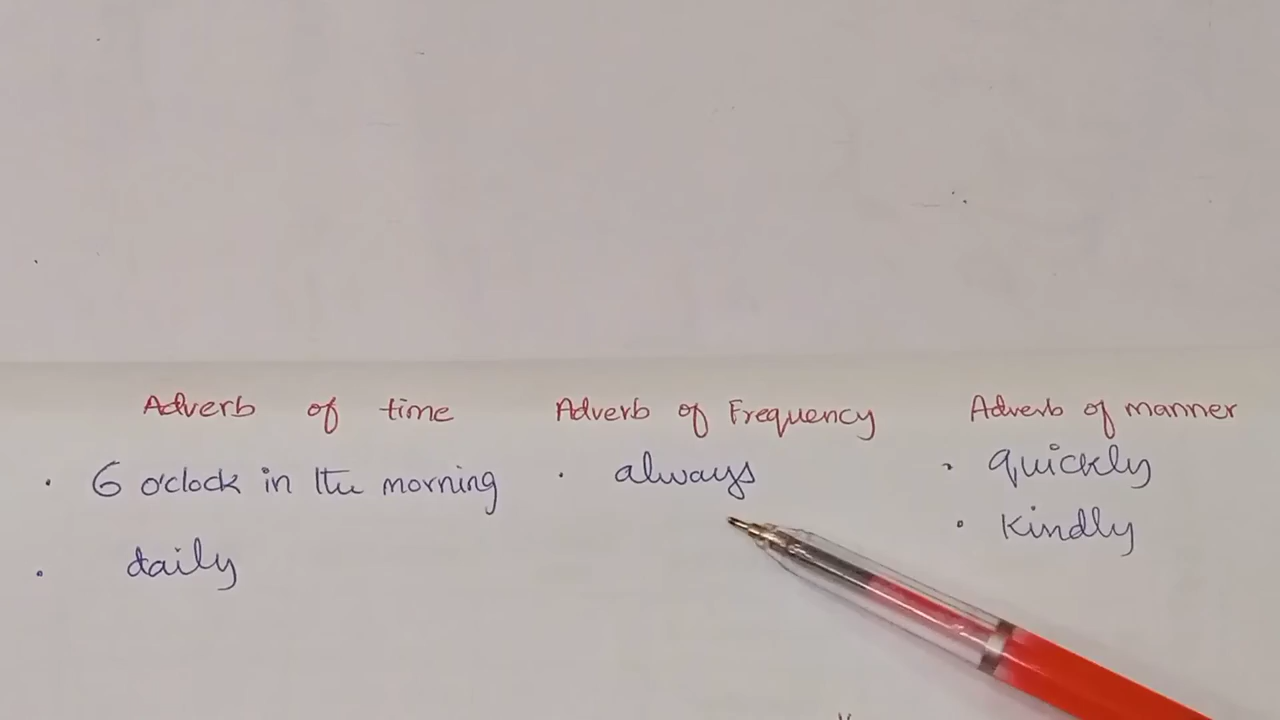 Adverb of time Adverb of Frequency Adverb of manner
• 6 o'clock in the morning • always • quickly
• Kindly
• daily